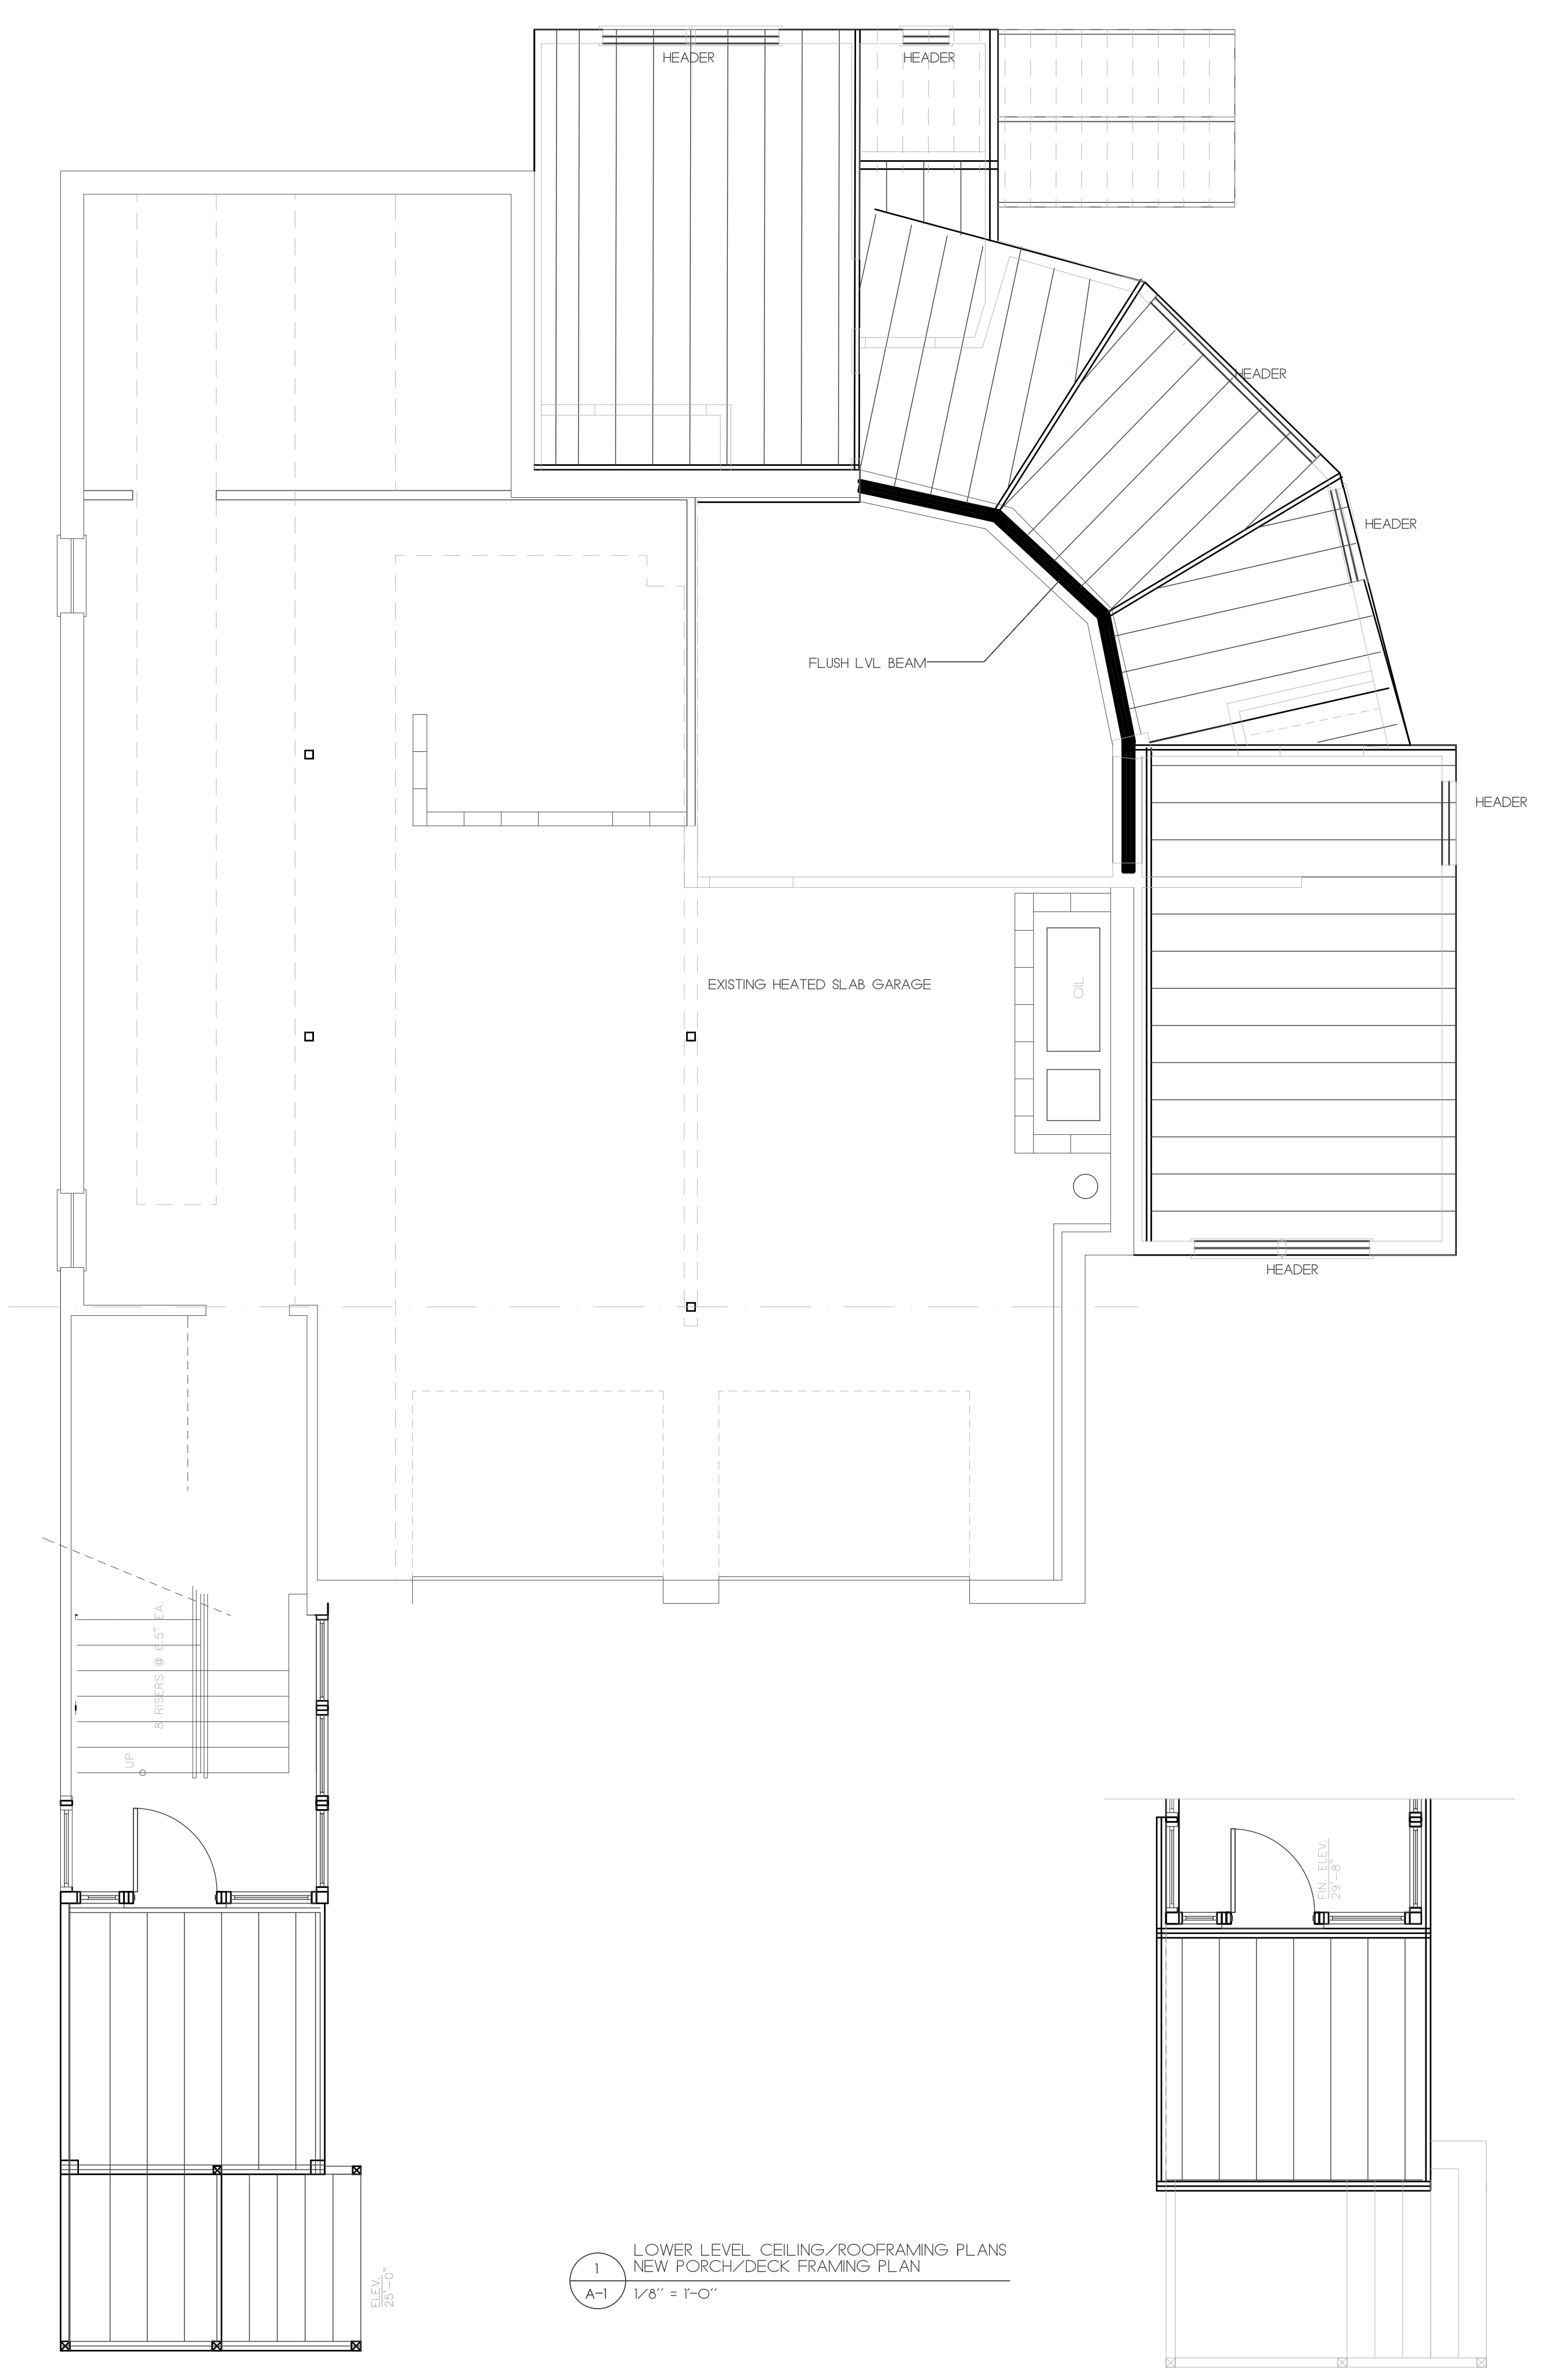 HEADER
HEADER
HEADER
HEADER
FLUSH LVL BEAM
HEADER
EXISTING HEATED SLAB GARAGE
OIL
HEADER
8 RISERS @ 6.5" EA.
UP
FIN. ELEV.
29'-8"
ELEV.
25'-0"
1
A-1
LOWER LEVEL CEILING/ROOFRAMING PLANS
NEW PORCH/DECK FRAMING PLAN
1/8'' = 1'-0''